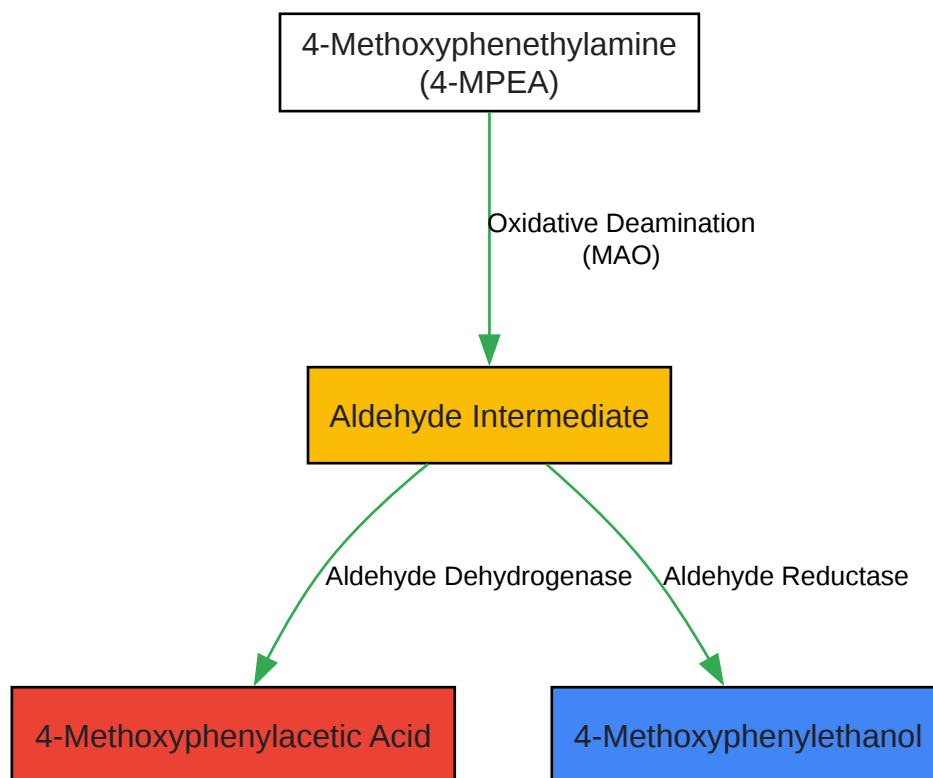 4-Methoxyphenethylamine
(4-MPEA)
Oxidative Deamination
(MAO)
Aldehyde Intermediate
Aldehyde Dehydrogenase
Aldehyde Reductase
4-Methoxyphenylacetic Acid
4-Methoxyphenylethanol